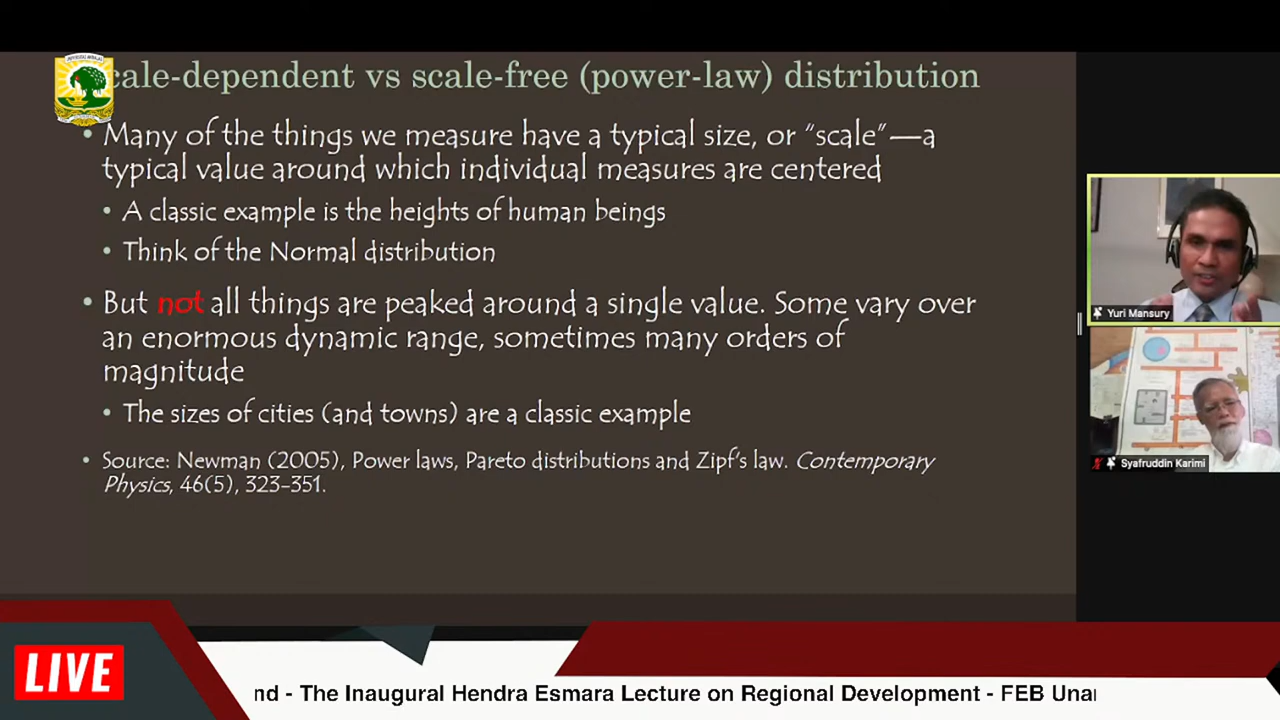 cale-dependent vs scale-free (power-law) distribution
• Many of the things we measure have a typical size, or “scale”—a
typical value around which individual measures are centered
• A classic example is the heights of human beings
• Think of the Normal distribution
• But not all things are peaked around a single value. Some vary over
an enormous dynamic range, sometimes many orders of
magnitude
• The sizes of cities (and towns) are a classic example
• Source: Newman (2005), Power laws, Pareto distributions and Zipf's law. Contemporary
Physics, 46(5), 323-351.
Yuri Mansury
Syafruddin Karimi
LIVE
nd - The Inaugural Hendra Esmara Lecture on Regional Development - FEB Unan